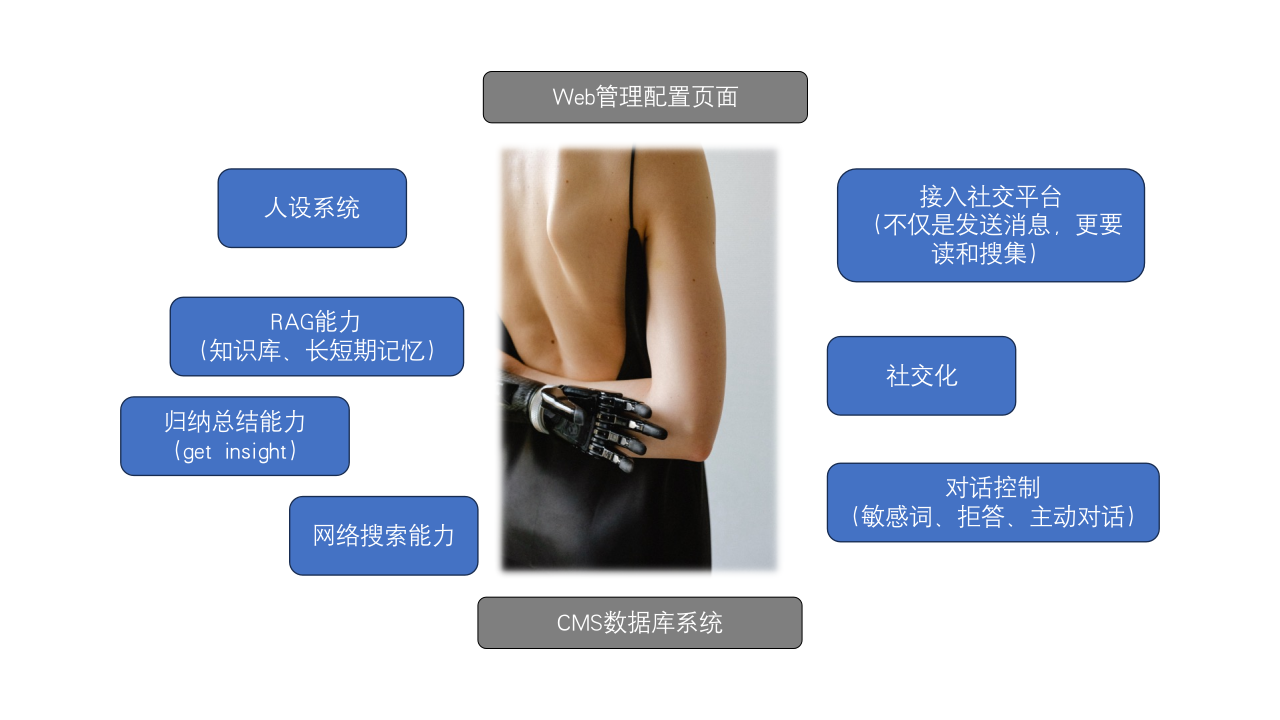 Web管理配置页面
人设系统
RAG能力
（知识库、长短期记忆）
归纳总结能力
（get insight）
网络搜索能力
接入社交平台
（不仅是发送消息，更要
读和搜集）
社交化
对话控制
（敏感词、拒答、主动对话）
CMS数据库系统